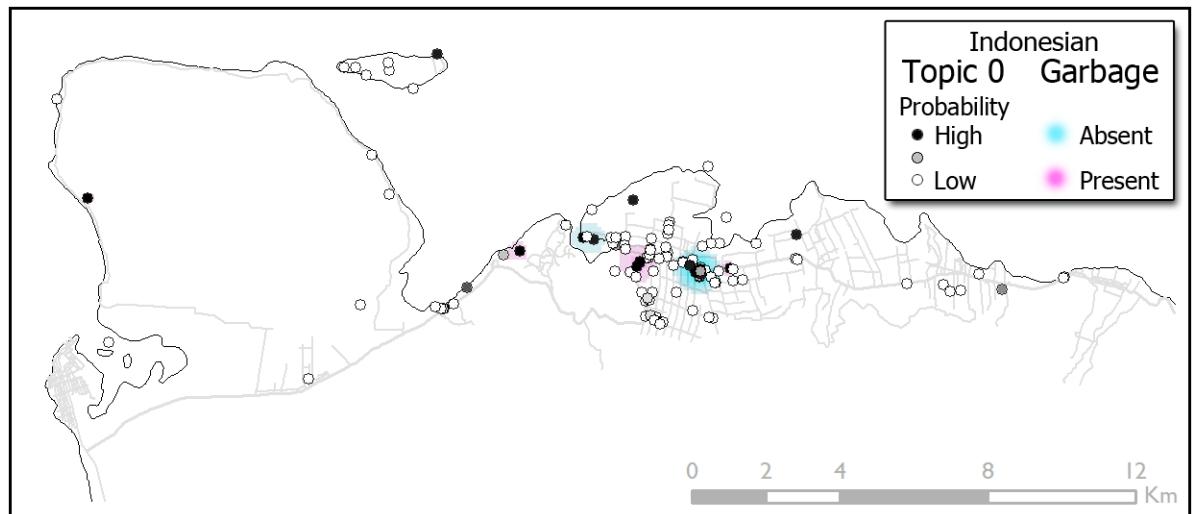 Indonesian
Topic 0 Garbage
Probability
High Absent
Low Present
0 2 4 8 12
Km